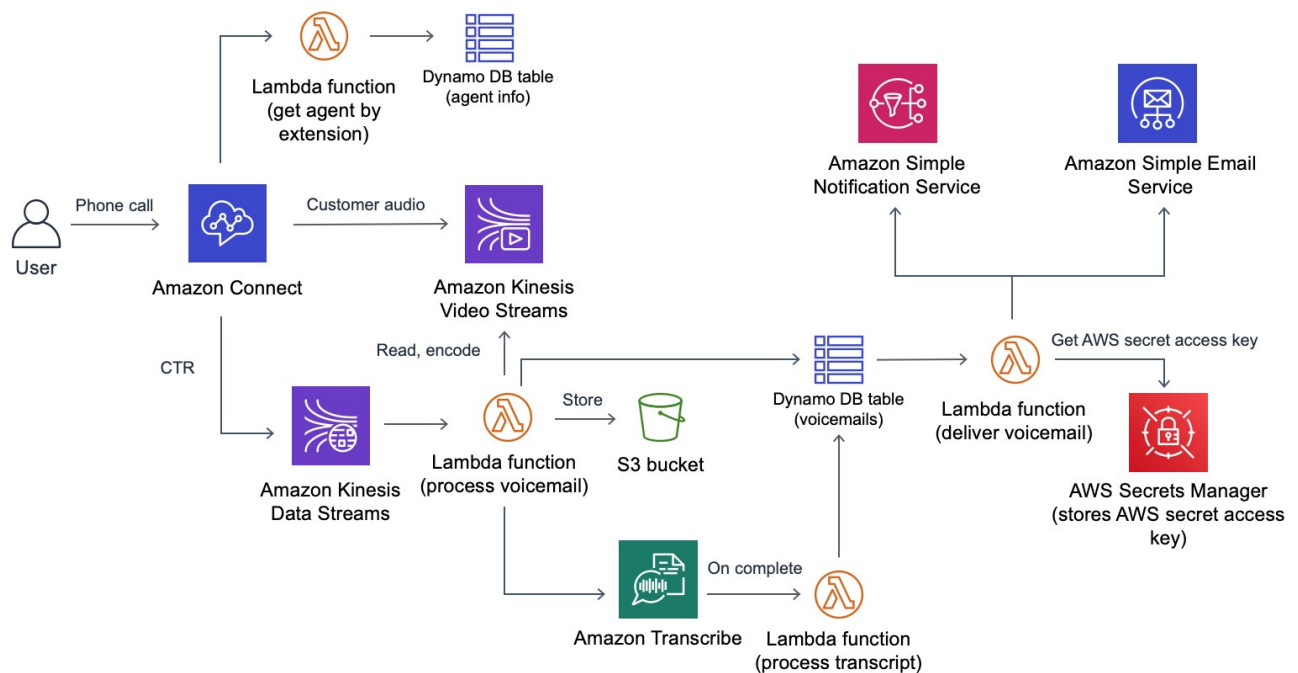 Lambda function
(get agent by
extension)
Dynamo DB table
(agent info)
Amazon Simple
Notification Service
Amazon Simple Email
Service
Phone call
Customer audio
User
Amazon Connect
Amazon Kinesis
Video Streams
CTR
Read, encode
Store
Get AWS secret access key
Dynamo DB table
(voicemails)
Lambda function
(deliver voicemail)
Lambda function
(process voicemail)
S3 bucket
Amazon Kinesis
Data Streams
AWS Secrets Manager
(stores AWS secret access
key)
On complete
Amazon Transcribe
Lambda function
(process transcript)